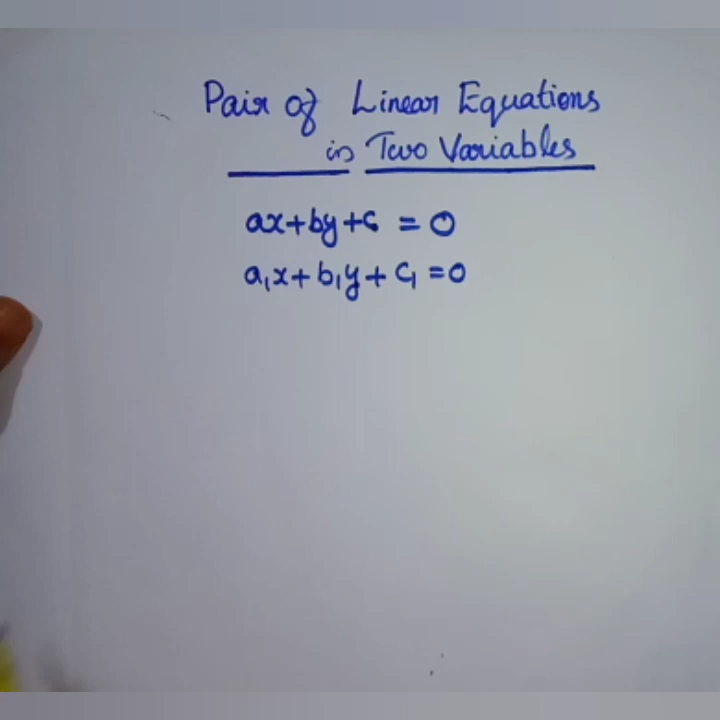 Pair of Linear Equations
in Two Variables
ax+by+c = 0
a₁x+b₁y+c₁=0